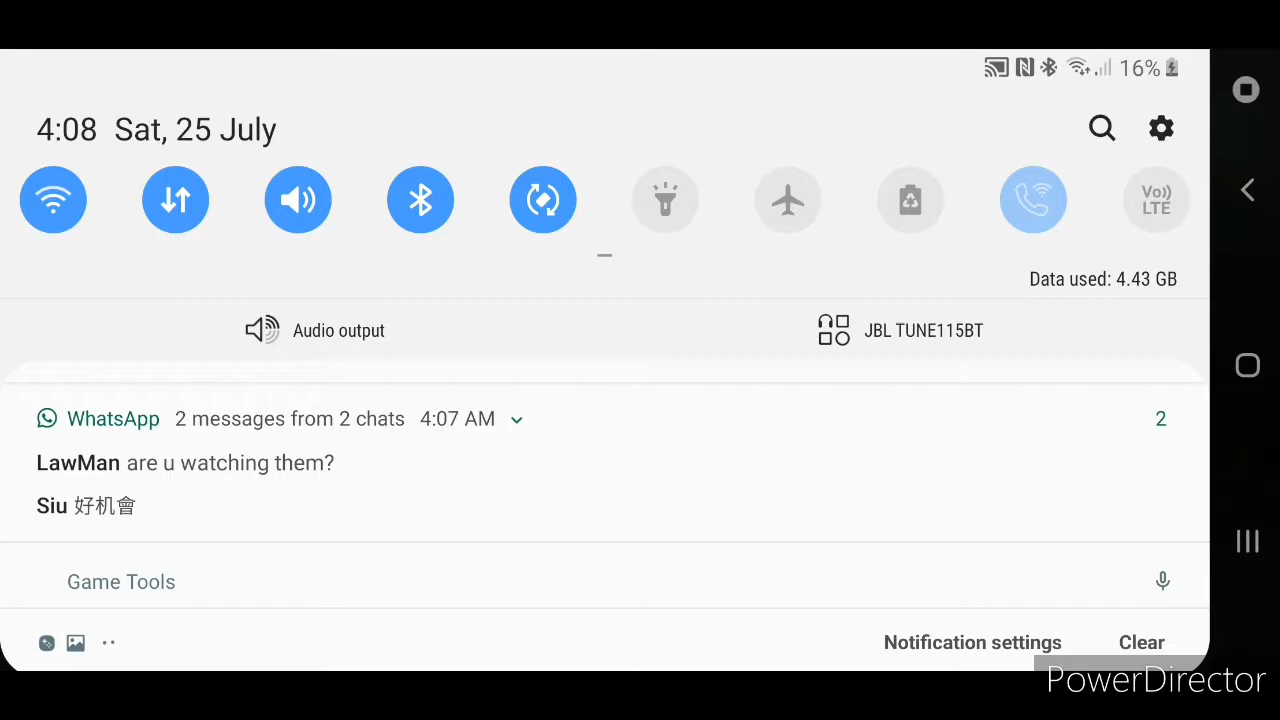 16%
4:08 Sat, 25 July
Vo))
LTE
Data used: 4.43 GB
Audio output
JBL TUNE115BT
WhatsApp 2 messages from 2 chats 4:07 AM 2
LawMan are u watching them?
Siu 好机會
Game Tools
Notification settings Clear
PowerDirector